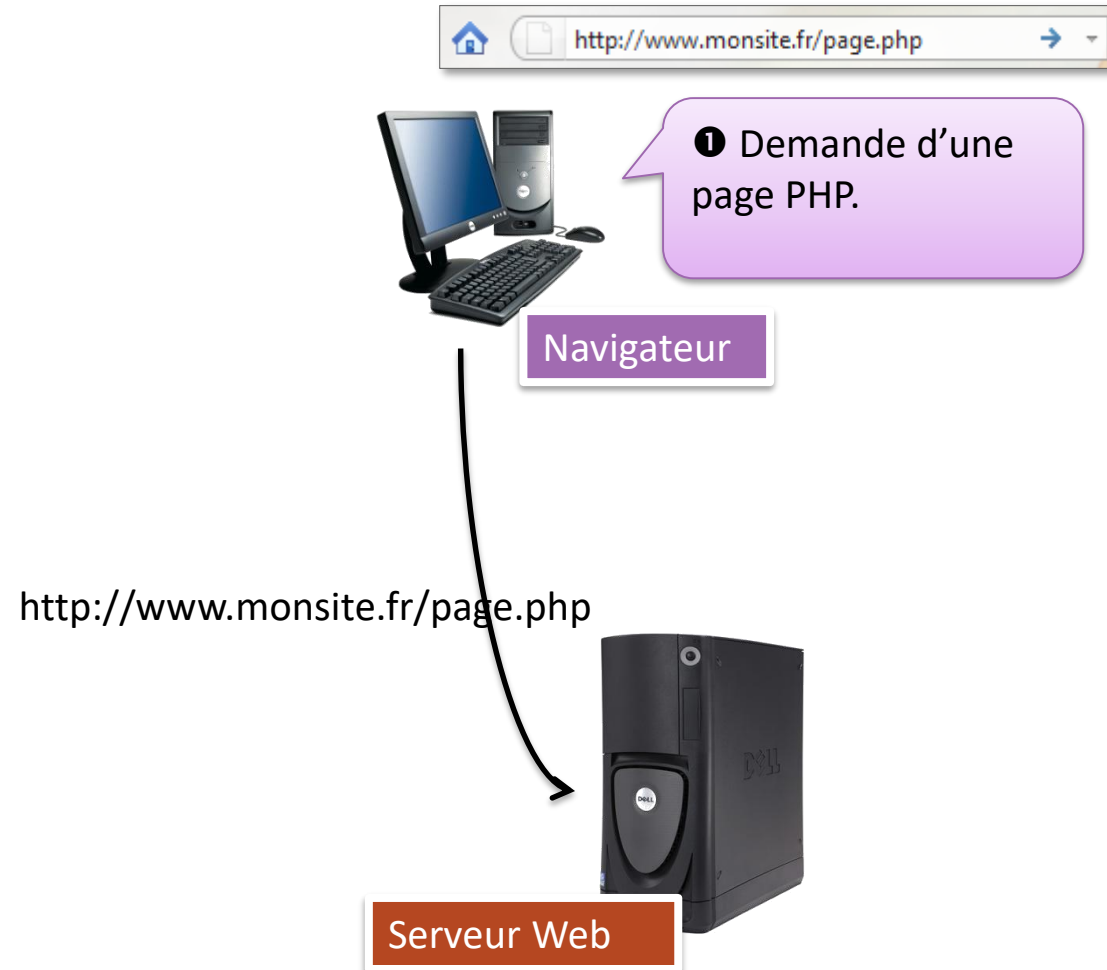 http://www.monsite.fr/page.php
❶ Demande d’une
page PHP.
Navigateur
http://www.monsite.fr/page.php
DELL
DELL
Serveur Web